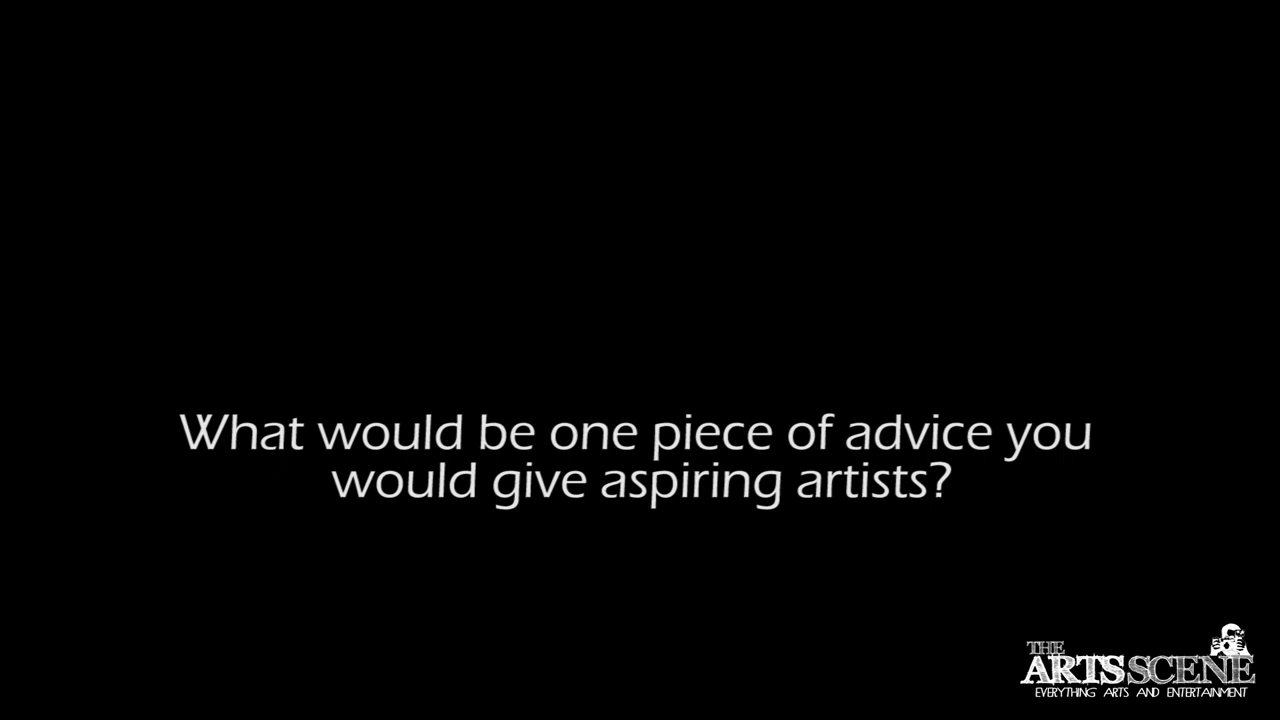 What would be one piece of advice you
would give aspiring artists?
THE
ARTS SCENE
EVERYTHING ARTS AND ENTERTAINMENT